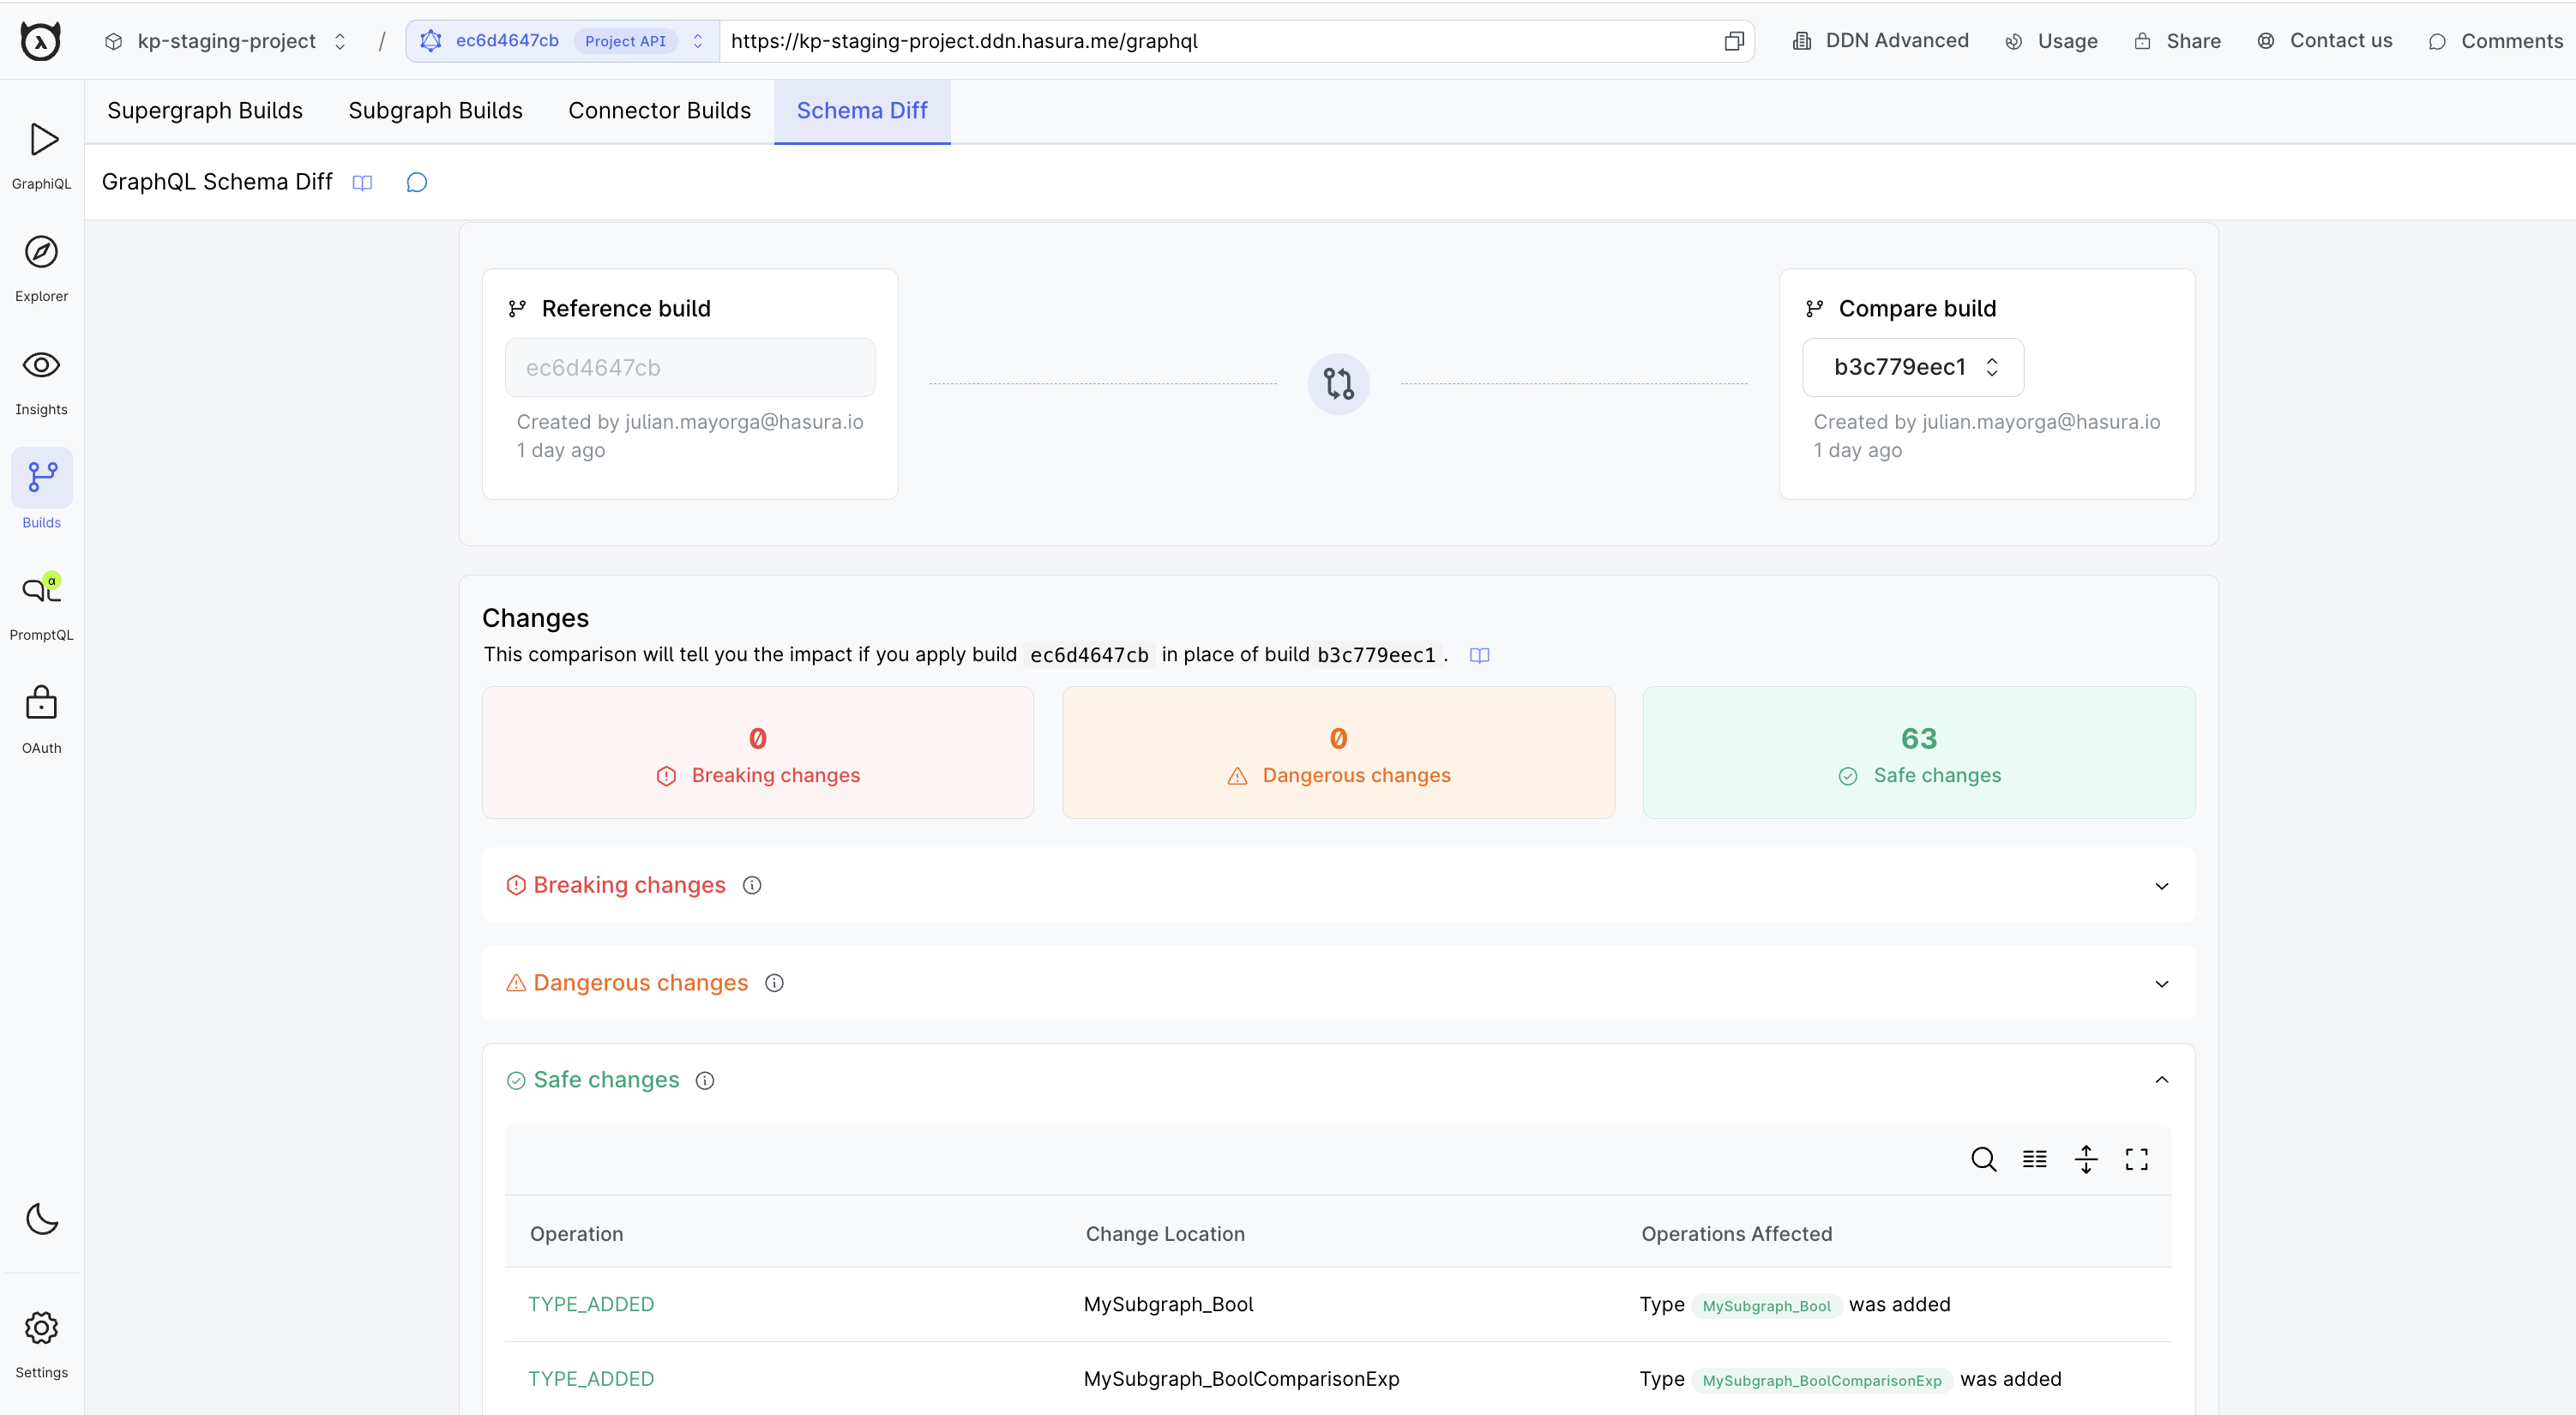 kp-staging-project / ec6d4647cb Project API https://kp-staging-project.ddn.hasura.me/graphql DDN Advanced Usage Share Contact us Comments
Supergraph Builds Subgraph Builds Connector Builds Schema Diff
GraphQL Schema Diff
GraphiQL
Explorer
Insights
Builds
α
PromptQL
OAuth
Settings
Reference build
ec6d4647cb
Created by julian.mayorga@hasura.io
1 day ago
Compare build
b3c779eec1
Created by julian.mayorga@hasura.io
1 day ago
Changes
This comparison will tell you the impact if you apply build ec6d4647cb in place of build b3c779eec1 .
0
Breaking changes
0
Dangerous changes
63
Safe changes
Breaking changes
Dangerous changes
Safe changes
Operation Change Location Operations Affected
TYPE_ADDED MySubgraph_Bool Type MySubgraph_Bool was added
TYPE_ADDED MySubgraph_BoolComparisonExp Type MySubgraph_BoolComparisonExp was added